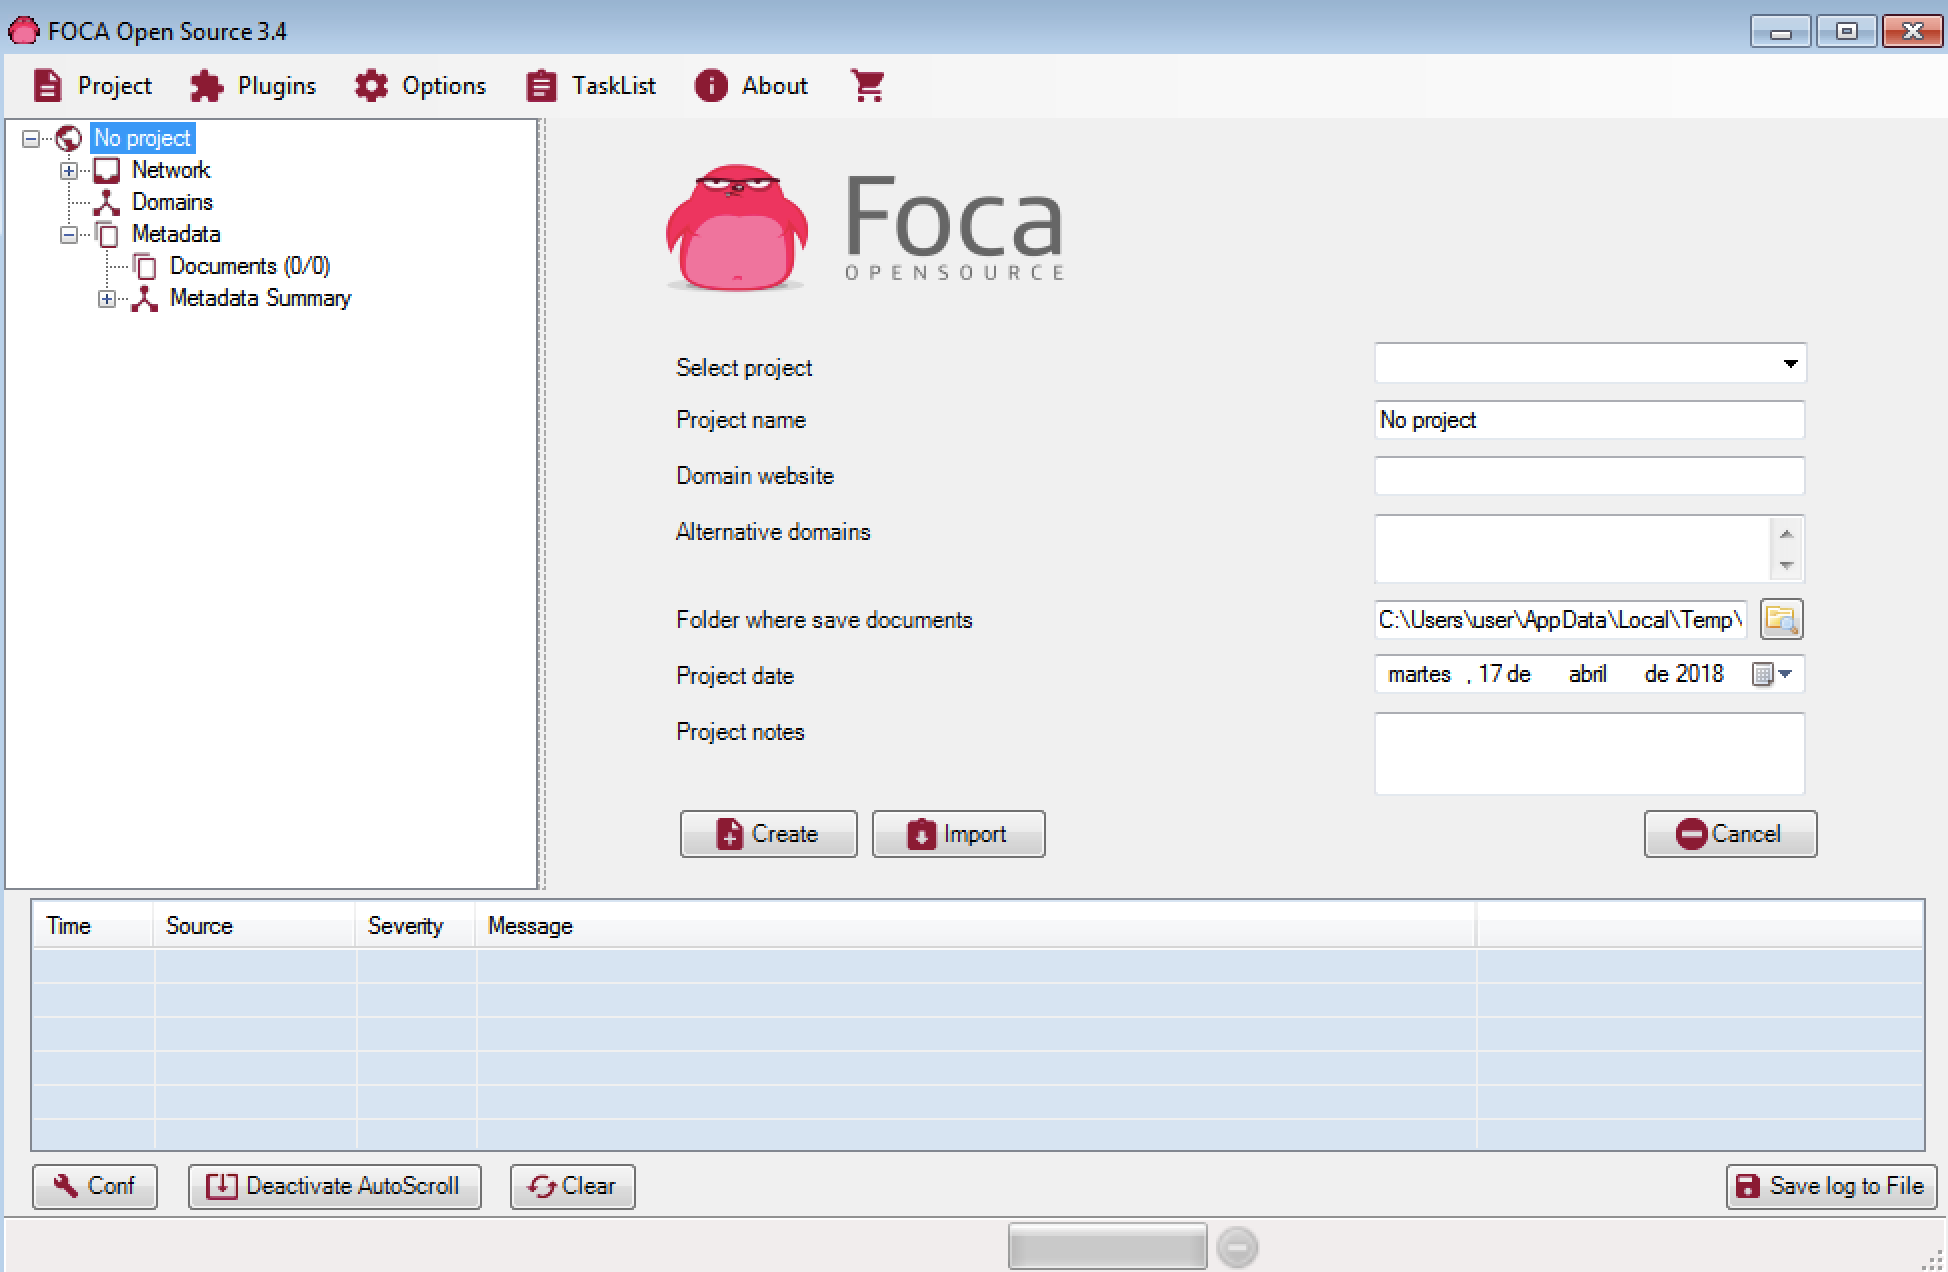 FOCA Open Source 3.4
Project Plugins Options TaskList About
No project
Network
Domains
Metadata
Documents (0/0)
Metadata Summary
Foca
OPENSOURCE
Select project
Project name No project
Domain website
Alternative domains
Folder where save documents C:\Users\user\AppData\Local\Temp\
Project date martes , 17 de abril de 2018
Project notes
Create Import Cancel
Time Source Severity Message
Conf Deactivate AutoScroll Clear Save log to File